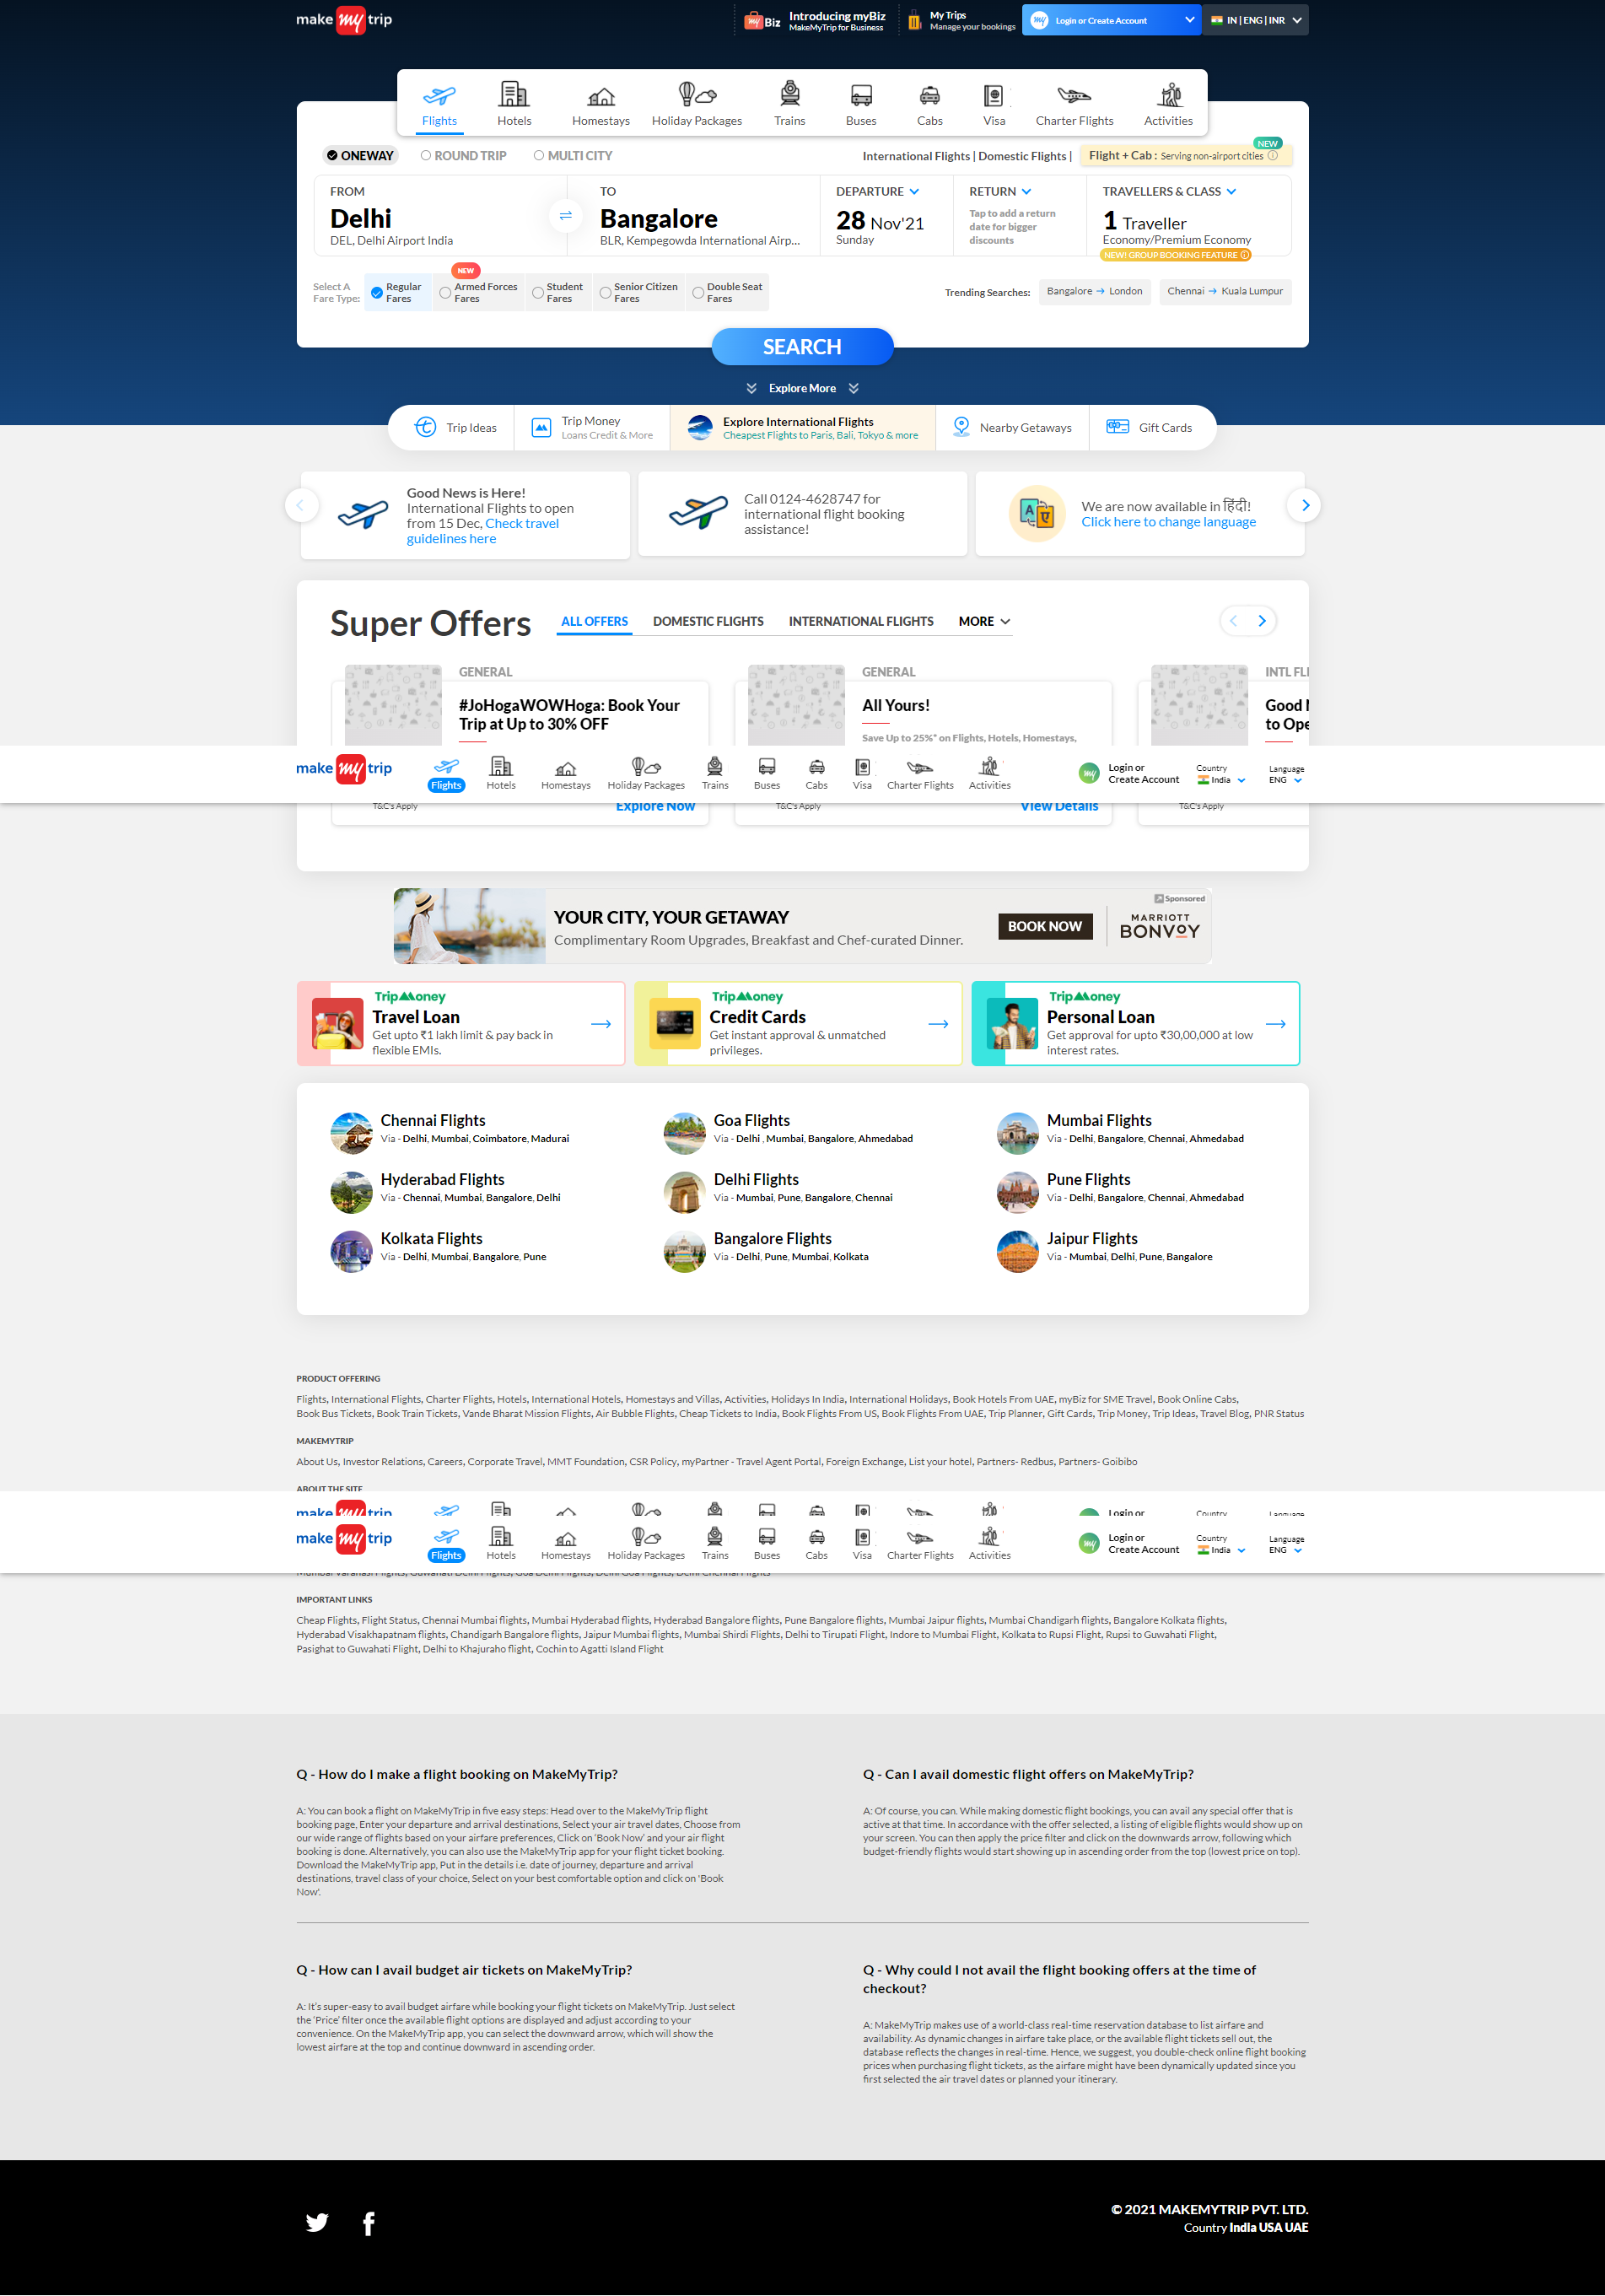 make my trip
my Biz
Introducing myBiz
MakeMyTrip for Business
My Trips
Manage your bookings
my
Login or Create Account
IN | ENG | INR
Flights
Hotels
Homestays
Holiday Packages
Trains
Buses
Cabs
Visa
Charter Flights
Activities
ONEWAY
ROUND TRIP
MULTI CITY
International Flights | Domestic Flights |
NEW
Flight + Cab : Serving non-airport cities
FROM
Delhi
DEL, Delhi Airport India
TO
Bangalore
BLR, Kempegowda International Airp...
DEPARTURE
28 Nov'21
Sunday
RETURN
Tap to add a return
date for bigger
discounts
TRAVELLERS & CLASS
1 Traveller
Economy/Premium Economy
NEW! GROUP BOOKING FEATURE
Select A
Fare Type:
Regular
Fares
NEW
Armed Forces
Fares
Student
Fares
Senior Citizen
Fares
Double Seat
Fares
Trending Searches:
Bangalore → London
Chennai → Kuala Lumpur
SEARCH
Explore More
Trip Ideas
Trip Money
Loans Credit & More
Explore International Flights
Cheapest Flights to Paris, Bali, Tokyo & more
Nearby Getaways
Gift Cards
Good News is Here!
International Flights to open
from 15 Dec, Check travel
guidelines here
Call 0124-4628747 for
international flight booking
assistance!
A
ए
We are now available in हिंदी!
Click here to change language
Super Offers
ALL OFFERS
DOMESTIC FLIGHTS
INTERNATIONAL FLIGHTS
MORE
GENERAL
#JoHogaWOWHoga: Book Your
Trip at Up to 30% OFF
GENERAL
All Yours!
Save Up to 25%* on Flights, Hotels, Homestays,
INTL FLI
Good
to Ope
make my trip
Flights
Hotels
Homestays
Holiday Packages
Trains
Buses
Cabs
Visa
Charter Flights
Activities
my
Login or
Create Account
Country
India
Language
ENG
T&C's Apply
Explore Now
T&C's Apply
View Details
T&C's Apply
YOUR CITY, YOUR GETAWAY
Complimentary Room Upgrades, Breakfast and Chef-curated Dinner.
BOOK NOW
Sponsored
MARRIOTT
BONVOY
TripMoney
Travel Loan
Get upto ₹1 lakh limit & pay back in
flexible EMIs.
TripMoney
Credit Cards
Get instant approval & unmatched
privileges.
TripMoney
Personal Loan
Get approval for upto ₹30,00,000 at low
interest rates.
Chennai Flights
Via - Delhi, Mumbai, Coimbatore, Madurai
Goa Flights
Via - Delhi , Mumbai, Bangalore, Ahmedabad
Mumbai Flights
Via - Delhi, Bangalore, Chennai, Ahmedabad
Hyderabad Flights
Via - Chennai, Mumbai, Bangalore, Delhi
Delhi Flights
Via - Mumbai, Pune, Bangalore, Chennai
Pune Flights
Via - Delhi, Bangalore, Chennai, Ahmedabad
Kolkata Flights
Via - Delhi, Mumbai, Bangalore, Pune
Bangalore Flights
Via - Delhi, Pune, Mumbai, Kolkata
Jaipur Flights
Via - Mumbai, Delhi, Pune, Bangalore
PRODUCT OFFERING
Flights, International Flights, Charter Flights, Hotels, International Hotels, Homestays and Villas, Activities, Holidays In India, International Holidays, Book Hotels From UAE, myBiz for SME Travel, Book Online Cabs,
Book Bus Tickets, Book Train Tickets, Vande Bharat Mission Flights, Air Bubble Flights, Cheap Tickets to India, Book Flights From US, Book Flights From UAE, Trip Planner, Gift Cards, Trip Money, Trip Ideas, Travel Blog, PNR Status
MAKEMYTRIP
About Us, Investor Relations, Careers, Corporate Travel, MMT Foundation, CSR Policy, myPartner - Travel Agent Portal, Foreign Exchange, List your hotel, Partners- Redbus, Partners- Goibibo
ABOUT THE SITE
make my trip
Login or
Country
Language
make my trip
Flights
Hotels
Homestays
Holiday Packages
Trains
Buses
Cabs
Visa
Charter Flights
Activities
my
Login or
Create Account
Country
India
Language
ENG
Mumbai Varanasi Flights, Guwahati Delhi Flights, Goa Delhi Flights, Delhi Goa Flights, Delhi Chennai Flights
IMPORTANT LINKS
Cheap Flights, Flight Status, Chennai Mumbai flights, Mumbai Hyderabad flights, Hyderabad Bangalore flights, Pune Bangalore flights, Mumbai Jaipur flights, Mumbai Chandigarh flights, Bangalore Kolkata flights,
Hyderabad Visakhapatnam flights, Chandigarh Bangalore flights, Jaipur Mumbai flights, Mumbai Shirdi Flights, Delhi to Tirupati Flight, Indore to Mumbai Flight, Kolkata to Rupsi Flight, Rupsi to Guwahati Flight,
Pasighat to Guwahati Flight, Delhi to Khajuraho flight, Cochin to Agatti Island Flight
Q - How do I make a flight booking on MakeMyTrip?
A: You can book a flight on MakeMyTrip in five easy steps: Head over to the MakeMyTrip flight
booking page, Enter your departure and arrival destinations, Select your air travel dates, Choose from
our wide range of flights based on your airfare preferences, Click on 'Book Now' and your air flight
booking is done. Alternatively, you can also use the MakeMyTrip app for your flight ticket booking.
Download the MakeMyTrip app, Put in the details i.e. date of journey, departure and arrival
destinations, travel class of your choice, Select on your best comfortable option and click on 'Book
Now'.
Q - Can I avail domestic flight offers on MakeMyTrip?
A: Of course, you can. While making domestic flight bookings, you can avail any special offer that is
active at that time. In accordance with the offer selected, a listing of eligible flights would show up on
your screen. You can then apply the price filter and click on the downwards arrow, following which
budget-friendly flights would start showing up in ascending order from the top (lowest price on top).
Q - How can I avail budget air tickets on MakeMyTrip?
A: It's super-easy to avail budget airfare while booking your flight tickets on MakeMyTrip. Just select
the 'Price' filter once the available flight options are displayed and adjust according to your
convenience. On the MakeMyTrip app, you can select the downward arrow, which will show the
lowest airfare at the top and continue downward in ascending order.
Q - Why could I not avail the flight booking offers at the time of
checkout?
A: MakeMyTrip makes use of a world-class real-time reservation database to list airfare and
availability. As dynamic changes in airfare take place, or the available flight tickets sell out, the
database reflects the changes in real-time. Hence, we suggest, you double-check online flight booking
prices when purchasing flight tickets, as the airfare might have been dynamically updated since you
first selected the air travel dates or planned your itinerary.
© 2021 MAKEMYTRIP PVT. LTD.
Country India USA UAE